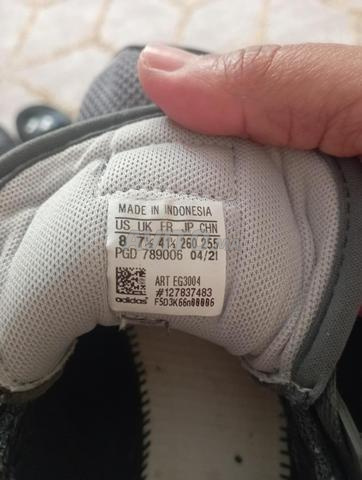 MADE IN INDONESIA
US UK FR JP CHN
8 7½ 41⅓ 260 255
PGD 789006 04/21
ART EG3004
#127837483
adidas F5D3K66n00006